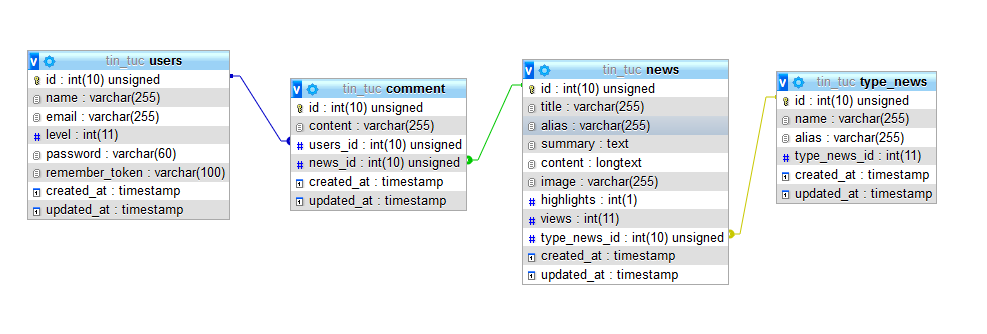 v tin_tuc users
id : int(10) unsigned
name : varchar(255)
email : varchar(255)
# level : int(11)
password : varchar(60)
remember_token : varchar(100)
created_at : timestamp
updated_at : timestamp
v tin_tuc comment
id : int(10) unsigned
content : varchar(255)
# users_id : int(10) unsigned
# news_id : int(10) unsigned
created_at : timestamp
updated_at : timestamp
v tin_tuc news
id : int(10) unsigned
title : varchar(255)
alias : varchar(255)
summary : text
content : longtext
image : varchar(255)
# highlights : int(1)
# views : int(11)
# type_news_id : int(10) unsigned
created_at : timestamp
updated_at : timestamp
v tin_tuc type_news
id : int(10) unsigned
name : varchar(255)
alias : varchar(255)
# type_news_id : int(11)
created_at : timestamp
updated_at : timestamp